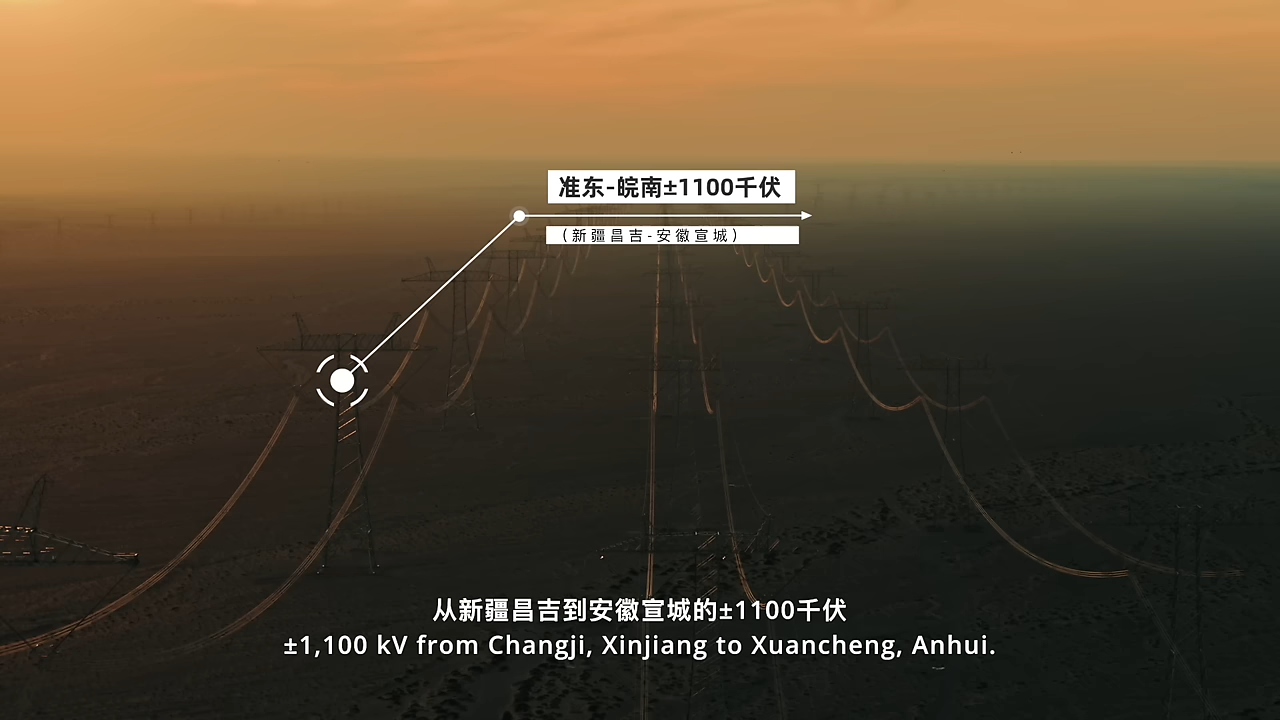 准东-皖南±1100千伏
（新疆昌吉-安徽宣城）
从新疆昌吉到安徽宣城的±1100千伏
±1,100 kV from Changji, Xinjiang to Xuancheng, Anhui.